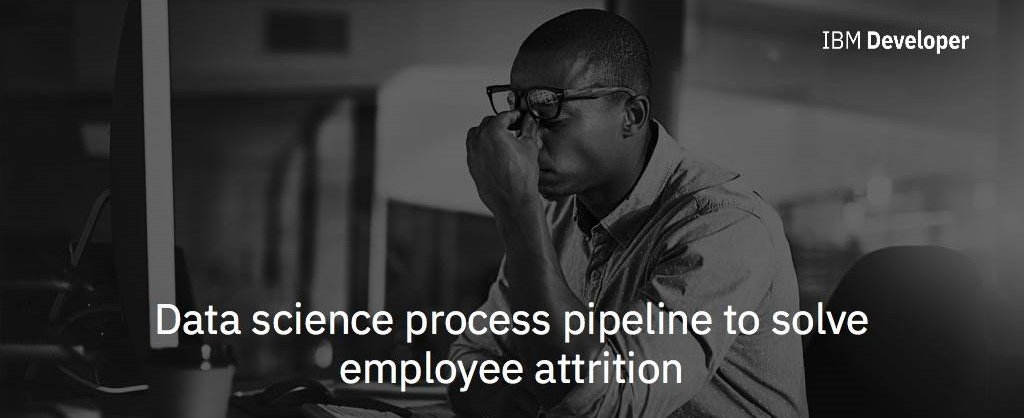 IBM Developer
Data science process pipeline to solve
employee attrition